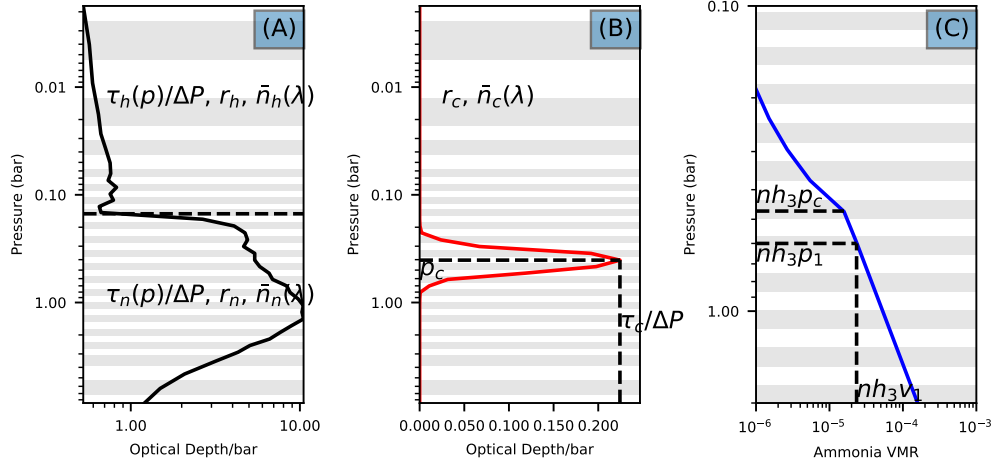 (A)
τh(p)/ΔP, rh, n̄h(λ)
τn(p)/ΔP, rn, n̄n(λ)
0.01
0.10
1.00
Pressure (bar)
1.00
10.00
Optical Depth/bar
(B)
rc, n̄c(λ)
pc
τc/ΔP
0.01
0.10
1.00
Pressure (bar)
0.000
0.050
0.100
0.150
0.200
Optical Depth/bar
(C)
nh3pc
nh3p1
nh3v1
0.10
1.00
Pressure (bar)
10−6
10−5
10−4
10−3
Ammonia VMR